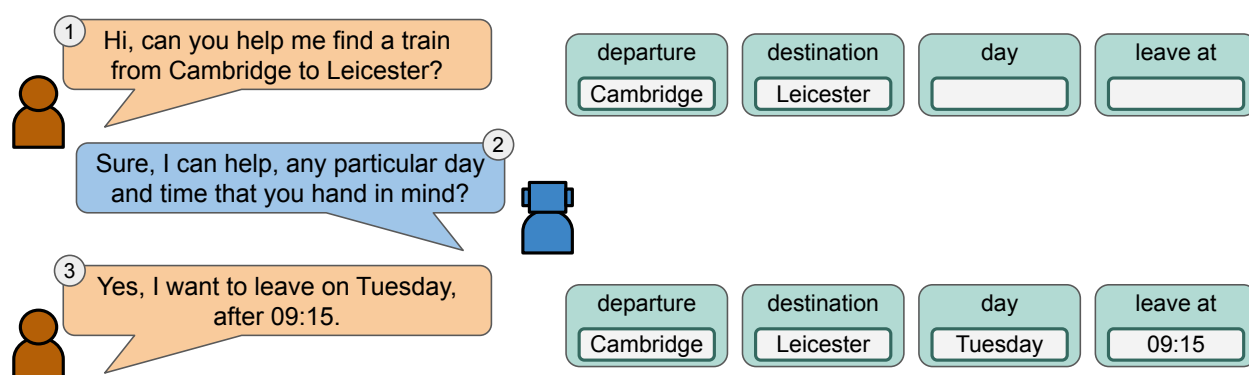 1
Hi, can you help me find a train
from Cambridge to Leicester?
departure destination day leave at
Cambridge Leicester
2
Sure, I can help, any particular day
and time that you hand in mind?
3
Yes, I want to leave on Tuesday,
after 09:15.
departure destination day leave at
Cambridge Leicester Tuesday 09:15